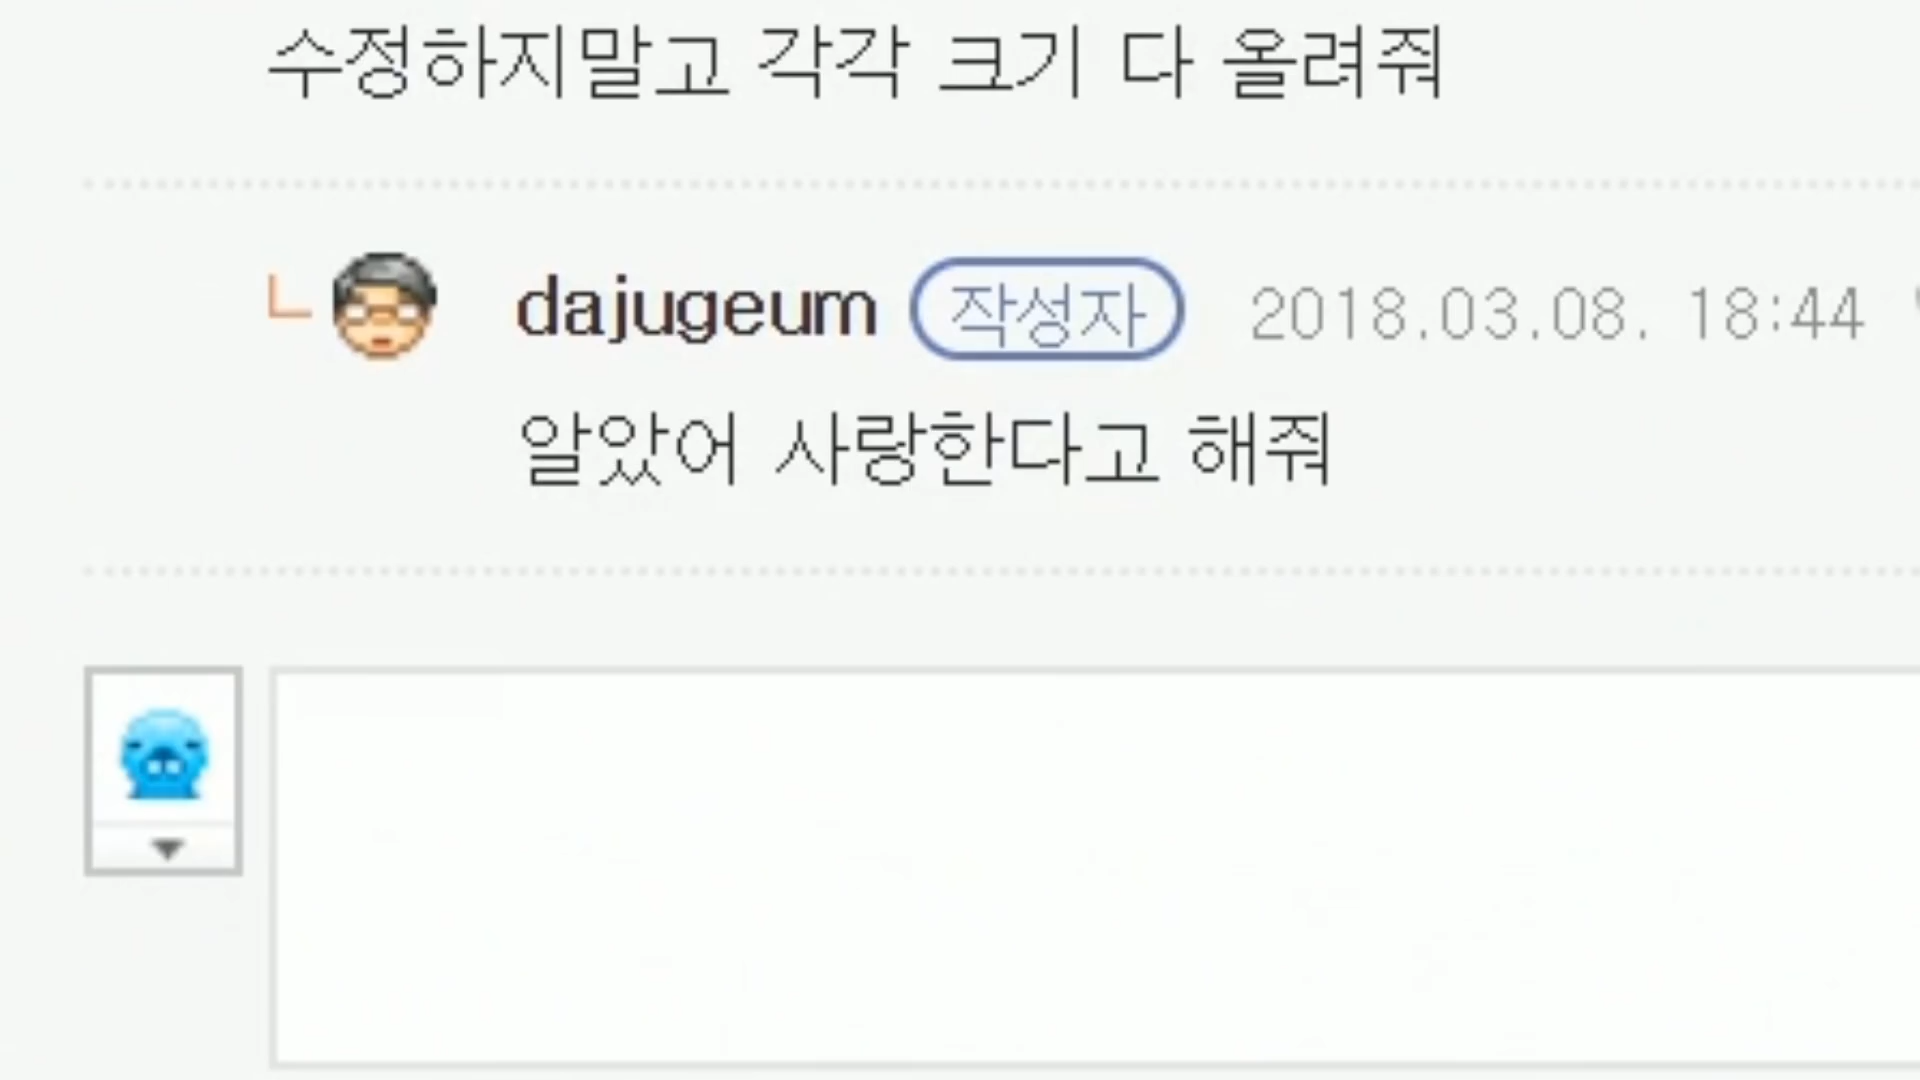 수정하지말고 각각 크기 다 올려줘
dajugeum 작성자 2018.03.08. 18:44
알았어 사랑한다고 해줘